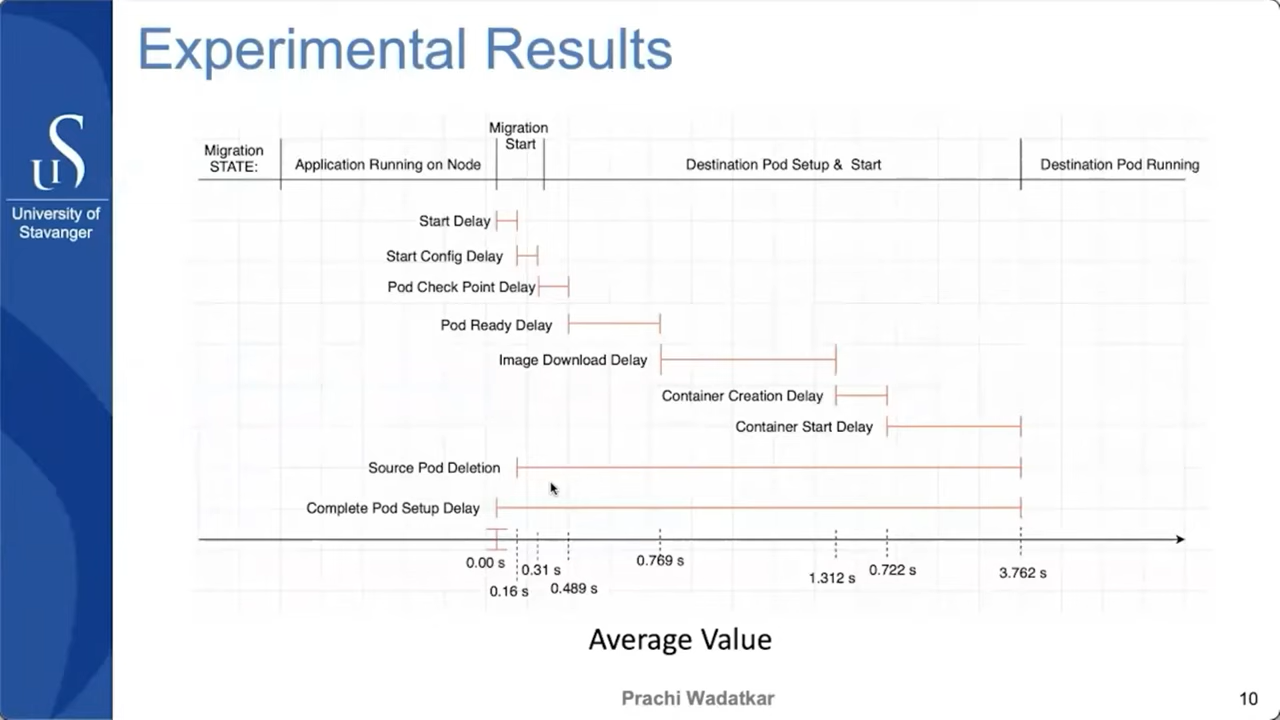 Experimental Results
University of
Stavanger
Migration
STATE:
Application Running on Node
Migration
Start
Destination Pod Setup & Start
Destination Pod Running
Start Delay
Start Config Delay
Pod Check Point Delay
Pod Ready Delay
Image Download Delay
Container Creation Delay
Container Start Delay
Source Pod Deletion
Complete Pod Setup Delay
0.00 s
0.16 s
0.31 s
0.489 s
0.769 s
1.312 s
0.722 s
3.762 s
Average Value
Prachi Wadatkar
10